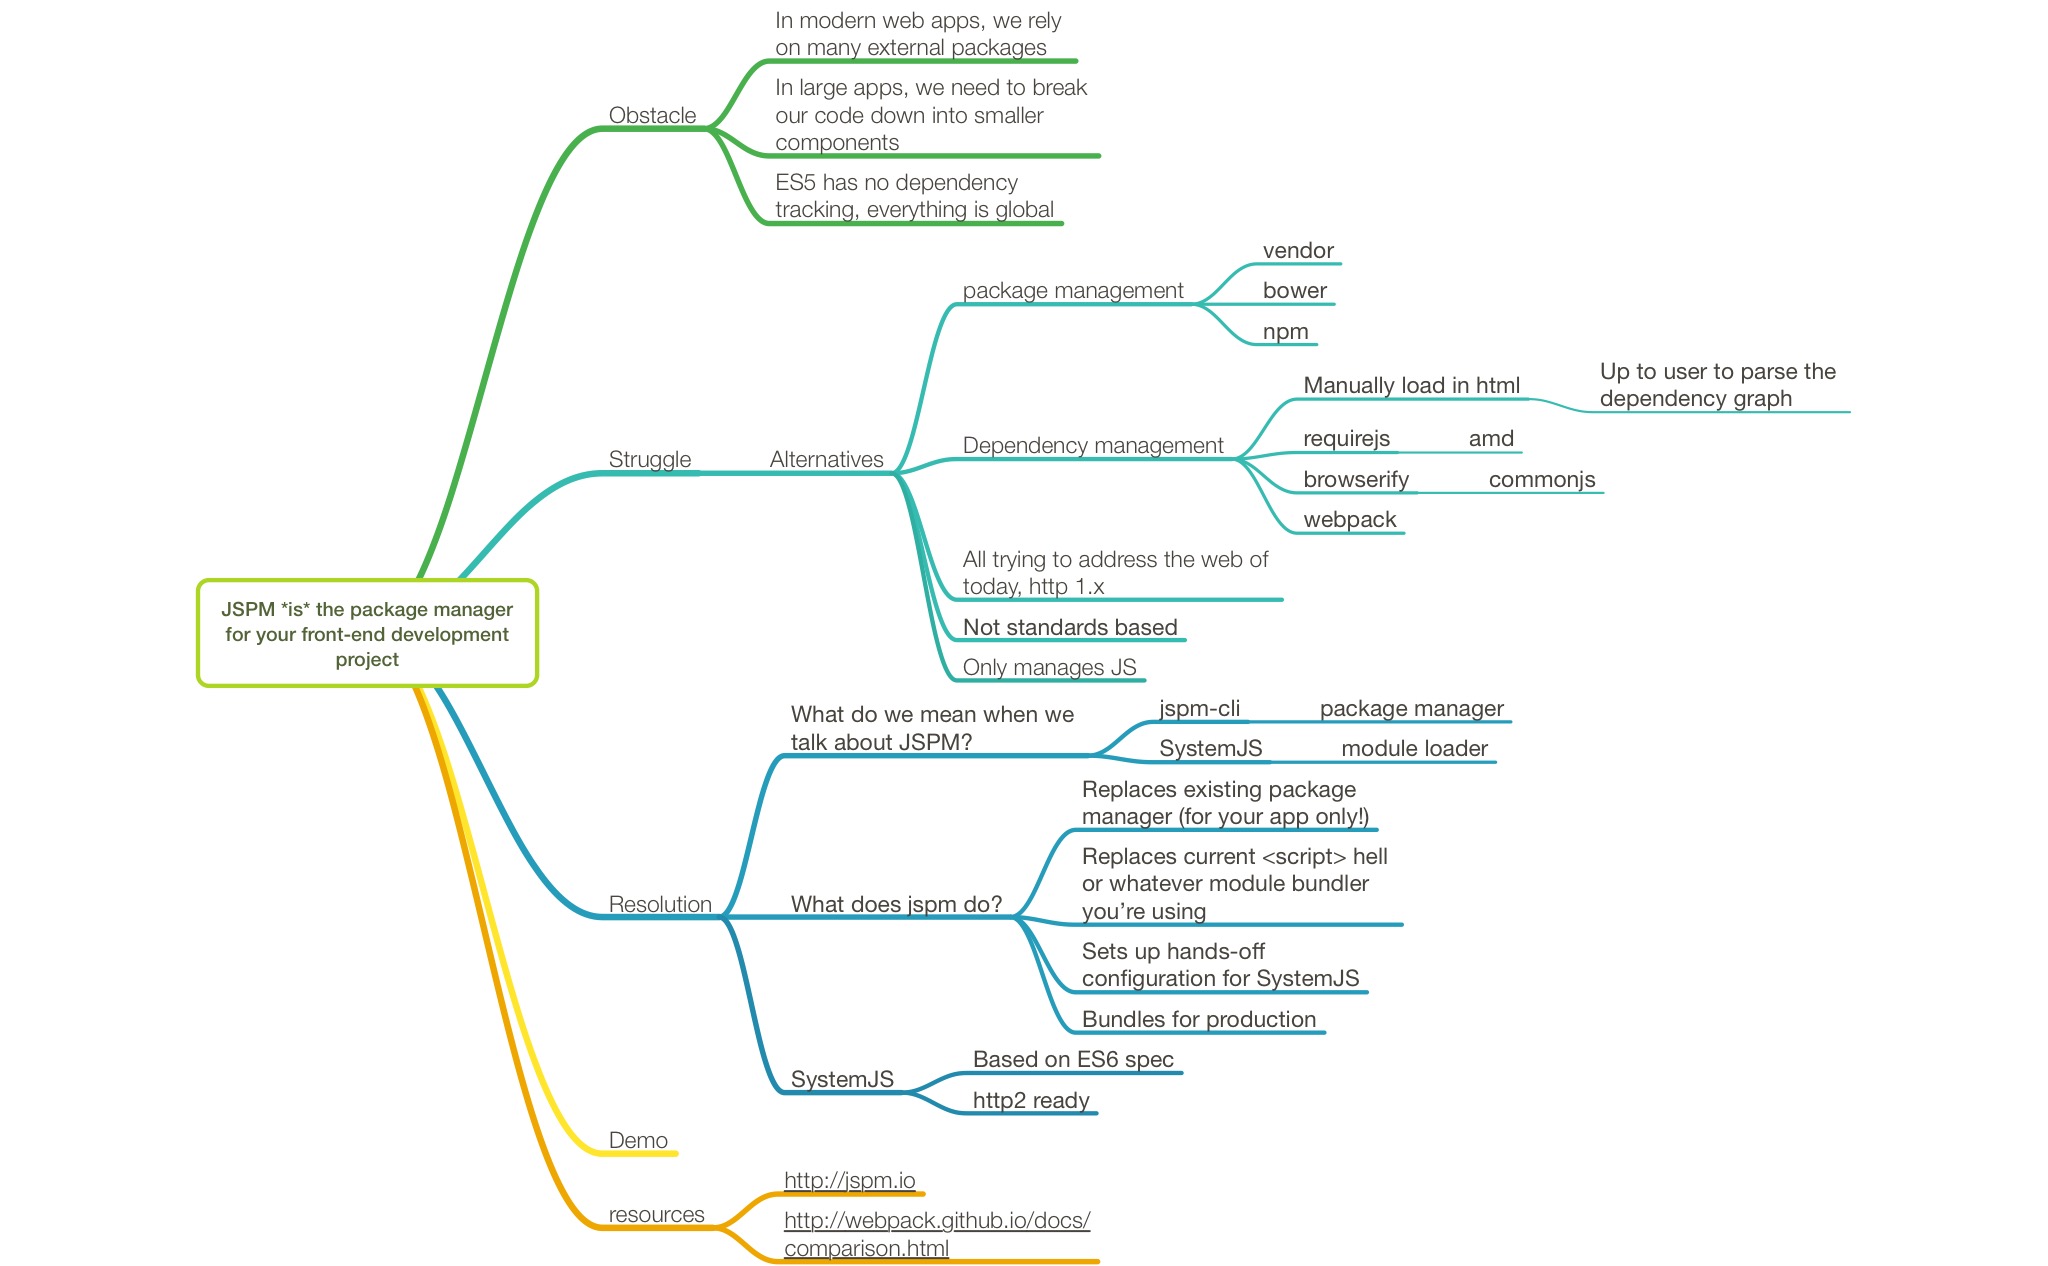 JSPM *is* the package manager
for your front-end development
project
Obstacle
In modern web apps, we rely
on many external packages
In large apps, we need to break
our code down into smaller
components
ES5 has no dependency
tracking, everything is global
Struggle
Alternatives
package management
vendor
bower
npm
Dependency management
Manually load in html
Up to user to parse the
dependency graph
requirejs
amd
browserify
commonjs
webpack
All trying to address the web of
today, http 1.x
Not standards based
Only manages JS
Resolution
What do we mean when we
talk about JSPM?
jspm-cli
package manager
SystemJS
module loader
What does jspm do?
Replaces existing package
manager (for your app only!)
Replaces current <script> hell
or whatever module bundler
you’re using
Sets up hands-off
configuration for SystemJS
Bundles for production
SystemJS
Based on ES6 spec
http2 ready
Demo
resources
http://jspm.io
http://webpack.github.io/docs/
comparison.html